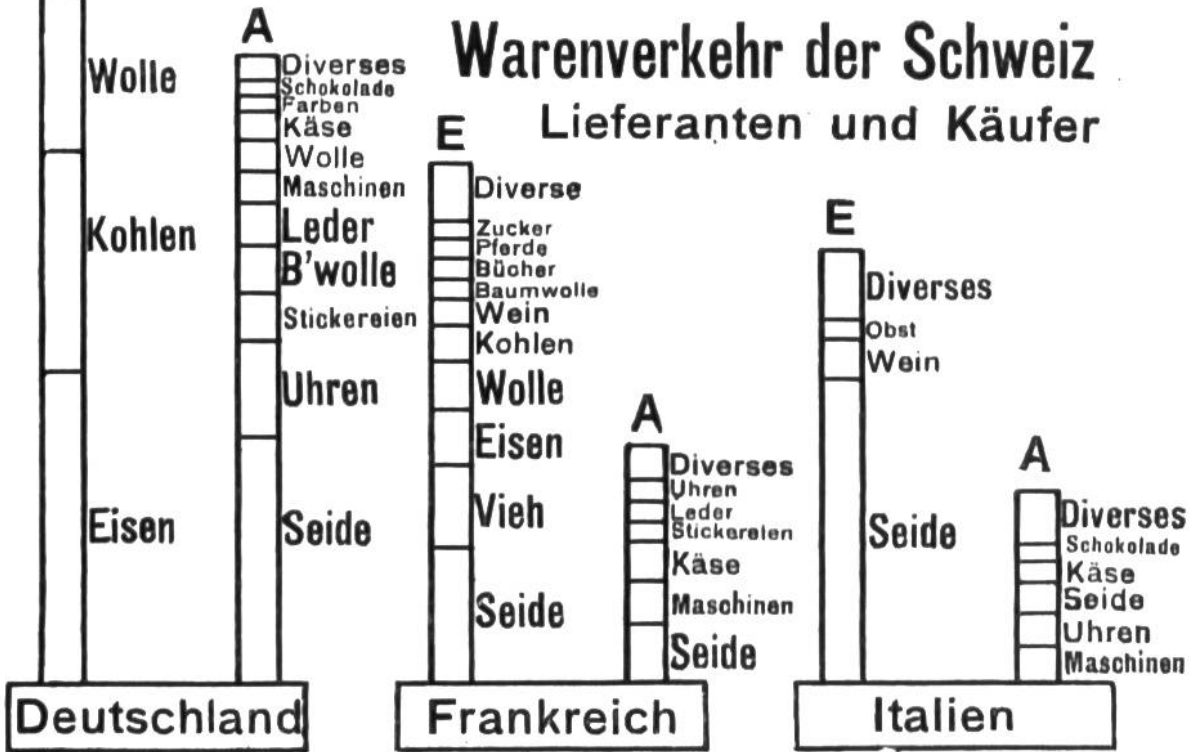 Warenverkehr der Schweiz
Lieferanten und Käufer
Wolle
Kohlen
Eisen
A
Diverses
Schokolade
Farben
Käse
Wolle
Maschinen
Leder
B'wolle
Stickereien
Uhren
Seide
Deutschland
E
Diverse
Zucker
Pferde
Bücher
Baumwolle
Wein
Kohlen
Wolle
Eisen
Vieh
Seide
A
Diverses
Uhren
Leder
Stickereien
Käse
Maschinen
Seide
Frankreich
E
Diverses
Obst
Wein
Seide
A
Diverses
Schokolade
Käse
Seide
Uhren
Maschinen
Italien